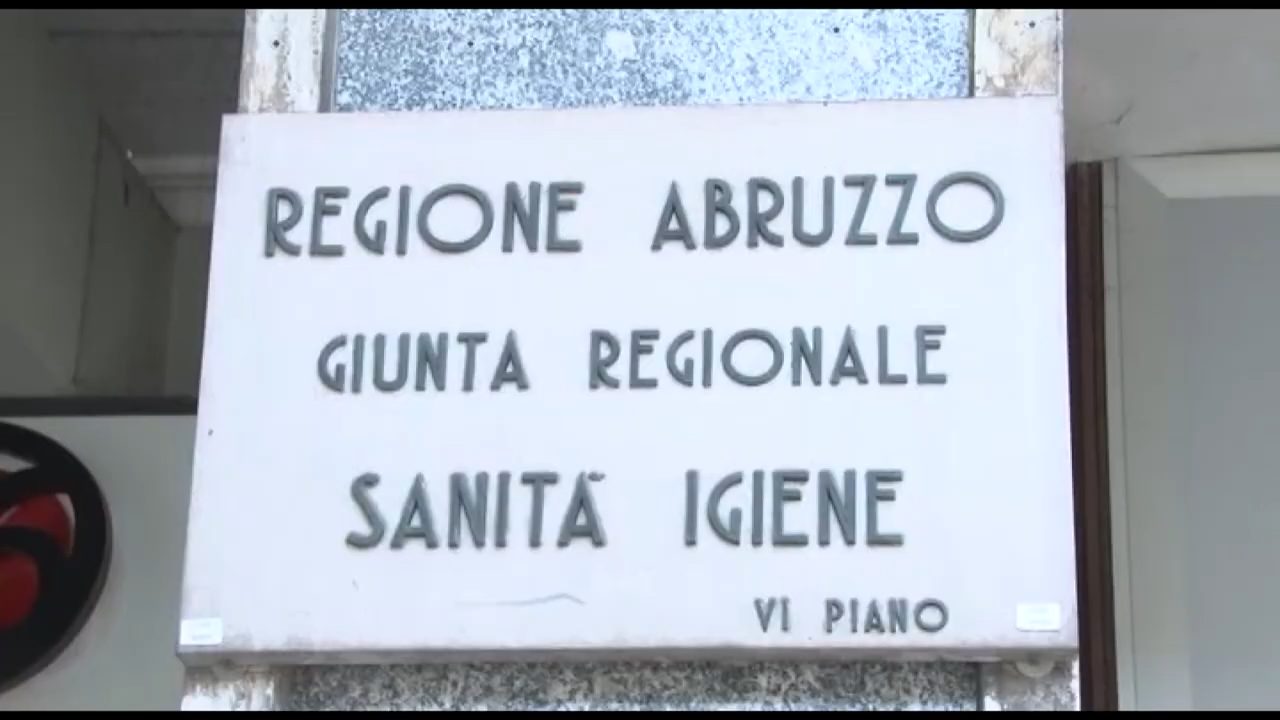 REGIONE ABRUZZO
GIUNTA REGIONALE
SANITÀ IGIENE
VI PIANO